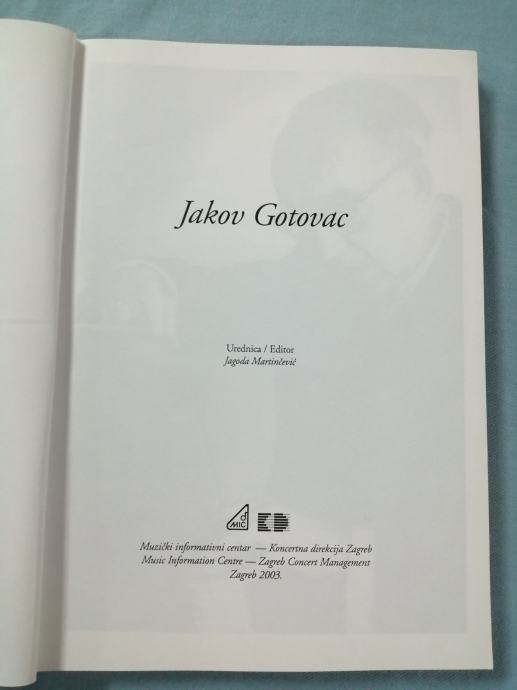 Jakov Gotovac
Urednica / Editor
Jagoda Martinčević
MIC KD
Muzički informativni centar — Koncertna direkcija Zagreb
Music Information Centre — Zagreb Concert Management
Zagreb 2003.